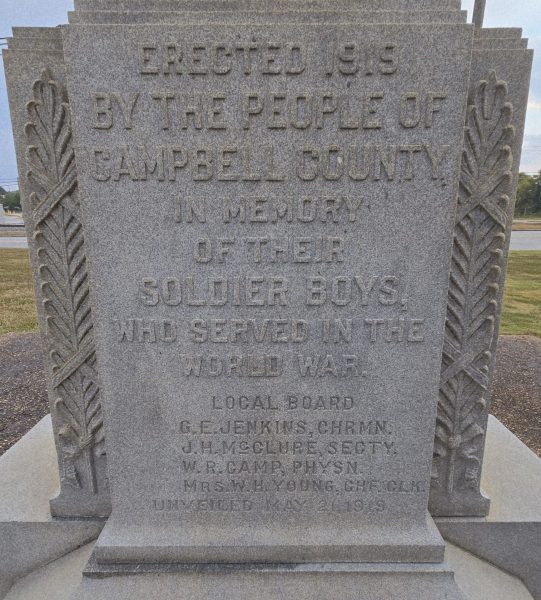 ERECTED 1919
BY THE PEOPLE OF
CAMPBELL COUNTY,
IN MEMORY
OF THEIR
SOLDIER BOYS,
WHO SERVED IN THE
WORLD WAR.
LOCAL BOARD
G.E. JENKINS, CHRMN.
J.H. McCLURE, SECTY.
W.R. CAMP, PHYSN.
MRS. W.H. YOUNG, CHF. CLK.
UNVEILED MAY 21, 1919.